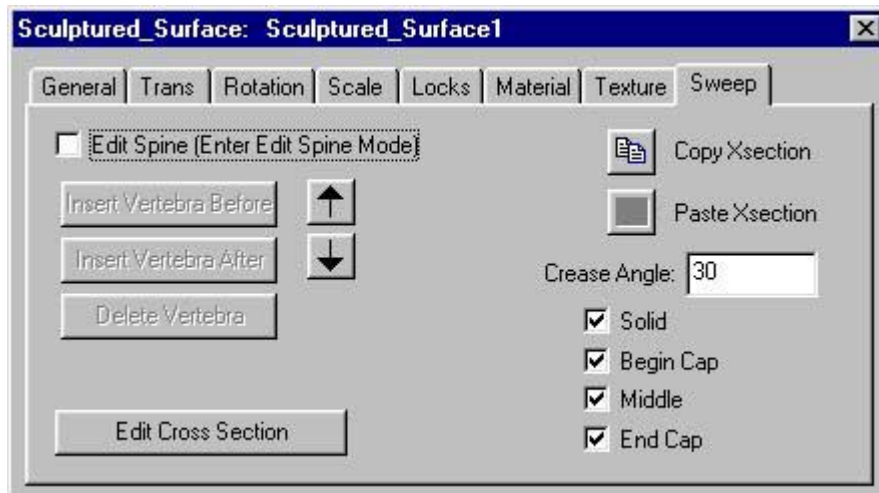 Sculptured_Surface: Sculptured_Surface1
General Trans Rotation Scale Locks Material Texture Sweep
Edit Spine (Enter Edit Spine Mode)
Copy Xsection
Insert Vertebra Before
Paste Xsection
Insert Vertebra After
Crease Angle: 30
Delete Vertebra
Solid
Begin Cap
Middle
Edit Cross Section
End Cap